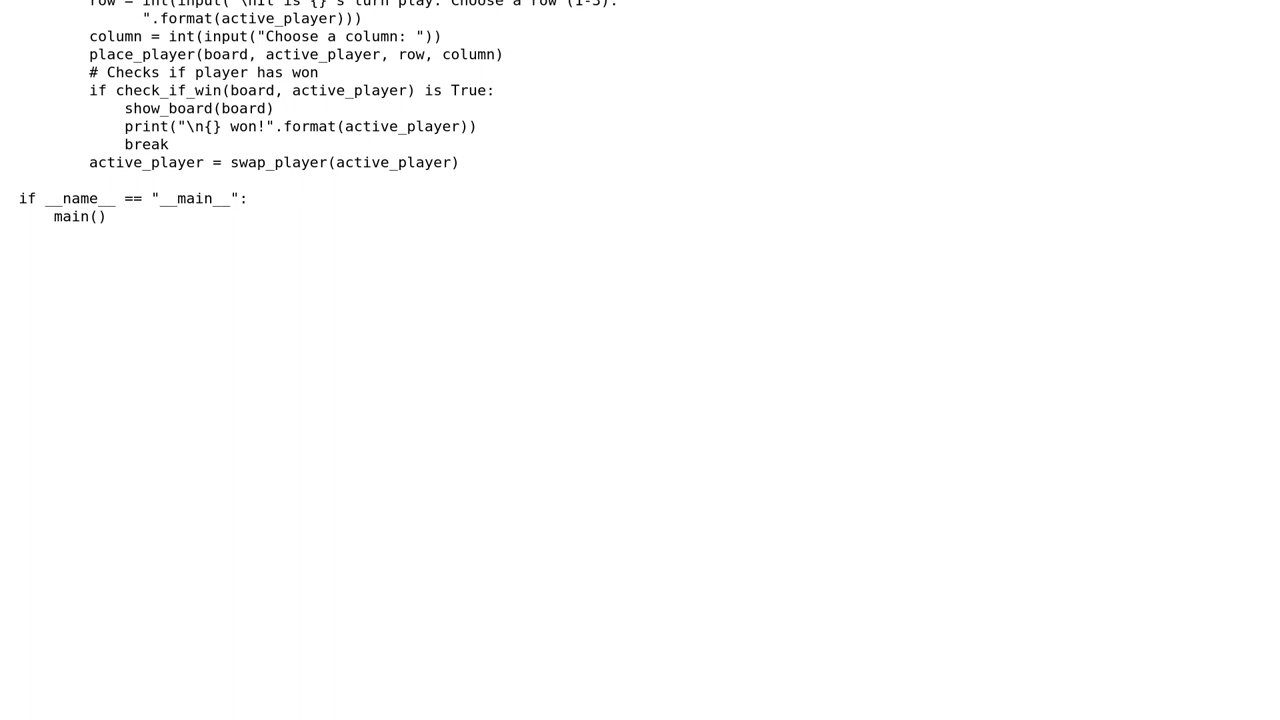 row = int(input("\nIt is {}'s turn play. Choose a row (1-3):
".format(active_player)))
column = int(input("Choose a column: "))
place_player(board, active_player, row, column)
# Checks if player has won
if check_if_win(board, active_player) is True:
show_board(board)
print("\n{} won!".format(active_player))
break
active_player = swap_player(active_player)
if __name__ == "__main__":
main()